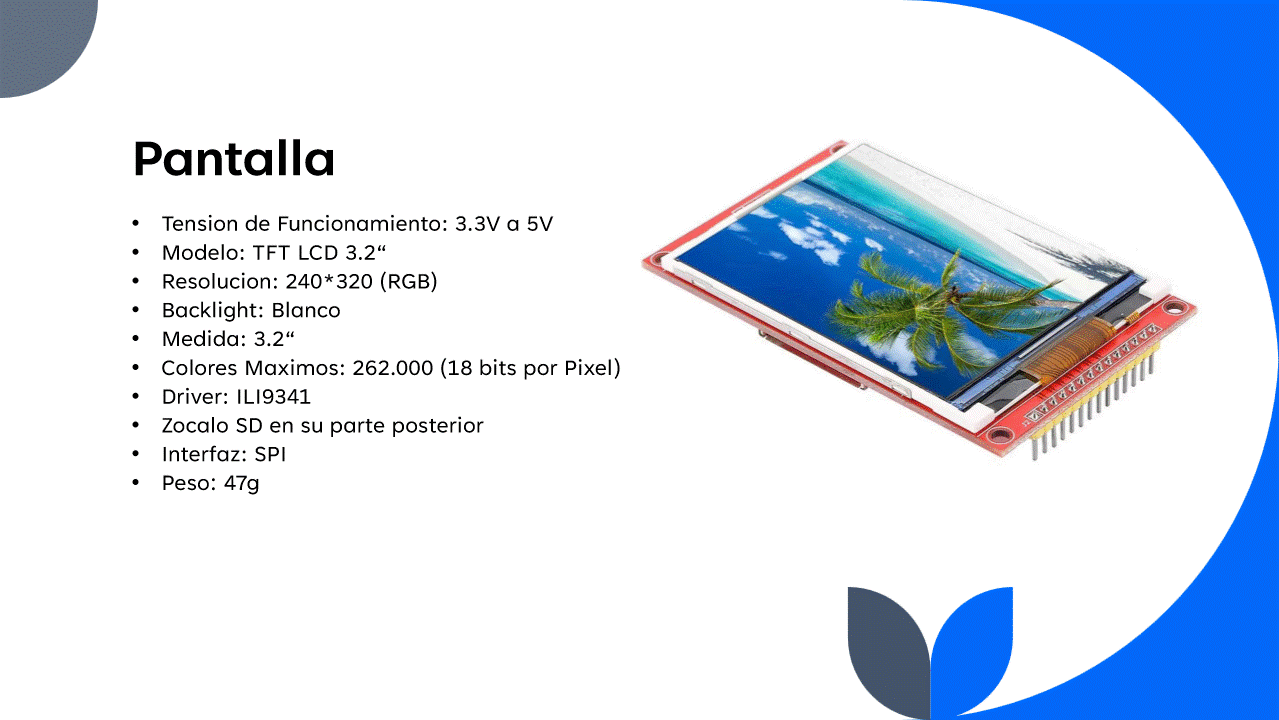 Pantalla
• Tension de Funcionamiento: 3.3V a 5V
• Modelo: TFT LCD 3.2“
• Resolucion: 240*320 (RGB)
• Backlight: Blanco
• Medida: 3.2“
• Colores Maximos: 262.000 (18 bits por Pixel)
• Driver: ILI9341
• Zocalo SD en su parte posterior
• Interfaz: SPI
• Peso: 47g